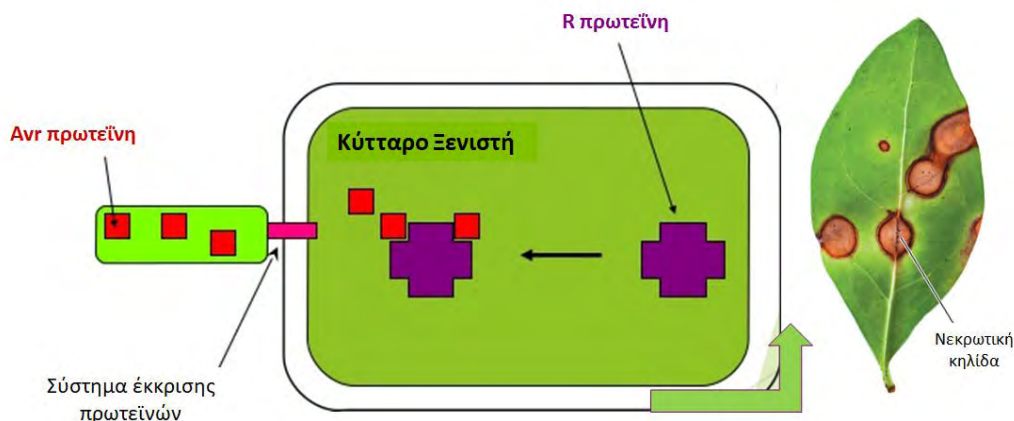 R πρωτεΐνη
Avr πρωτεΐνη
Κύτταρο Ξενιστή
Νεκρωτική
κηλίδα
Σύστημα έκκρισης
πρωτεϊνών